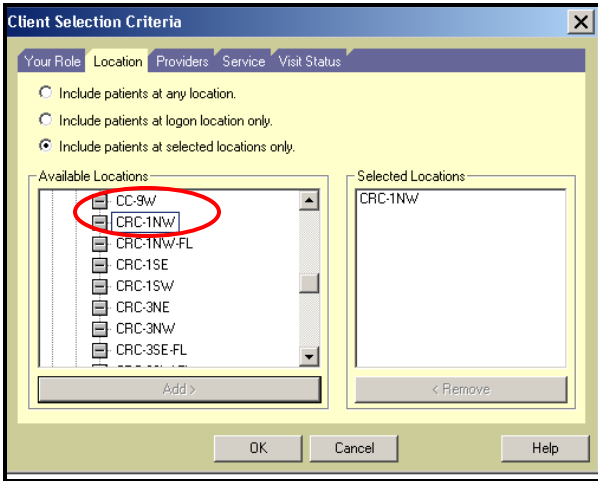 Client Selection Criteria
Your Role Location Providers Service Visit Status
Include patients at any location.
Include patients at logon location only.
Include patients at selected locations only.
Available Locations
CC-9W
CRC-1NW
CRC-1NW-FL
CRC-1SE
CRC-1SW
CRC-3NE
CRC-3NW
CRC-3SE-FL
Add >
Selected Locations
CRC-1NW
< Remove
OK Cancel Help